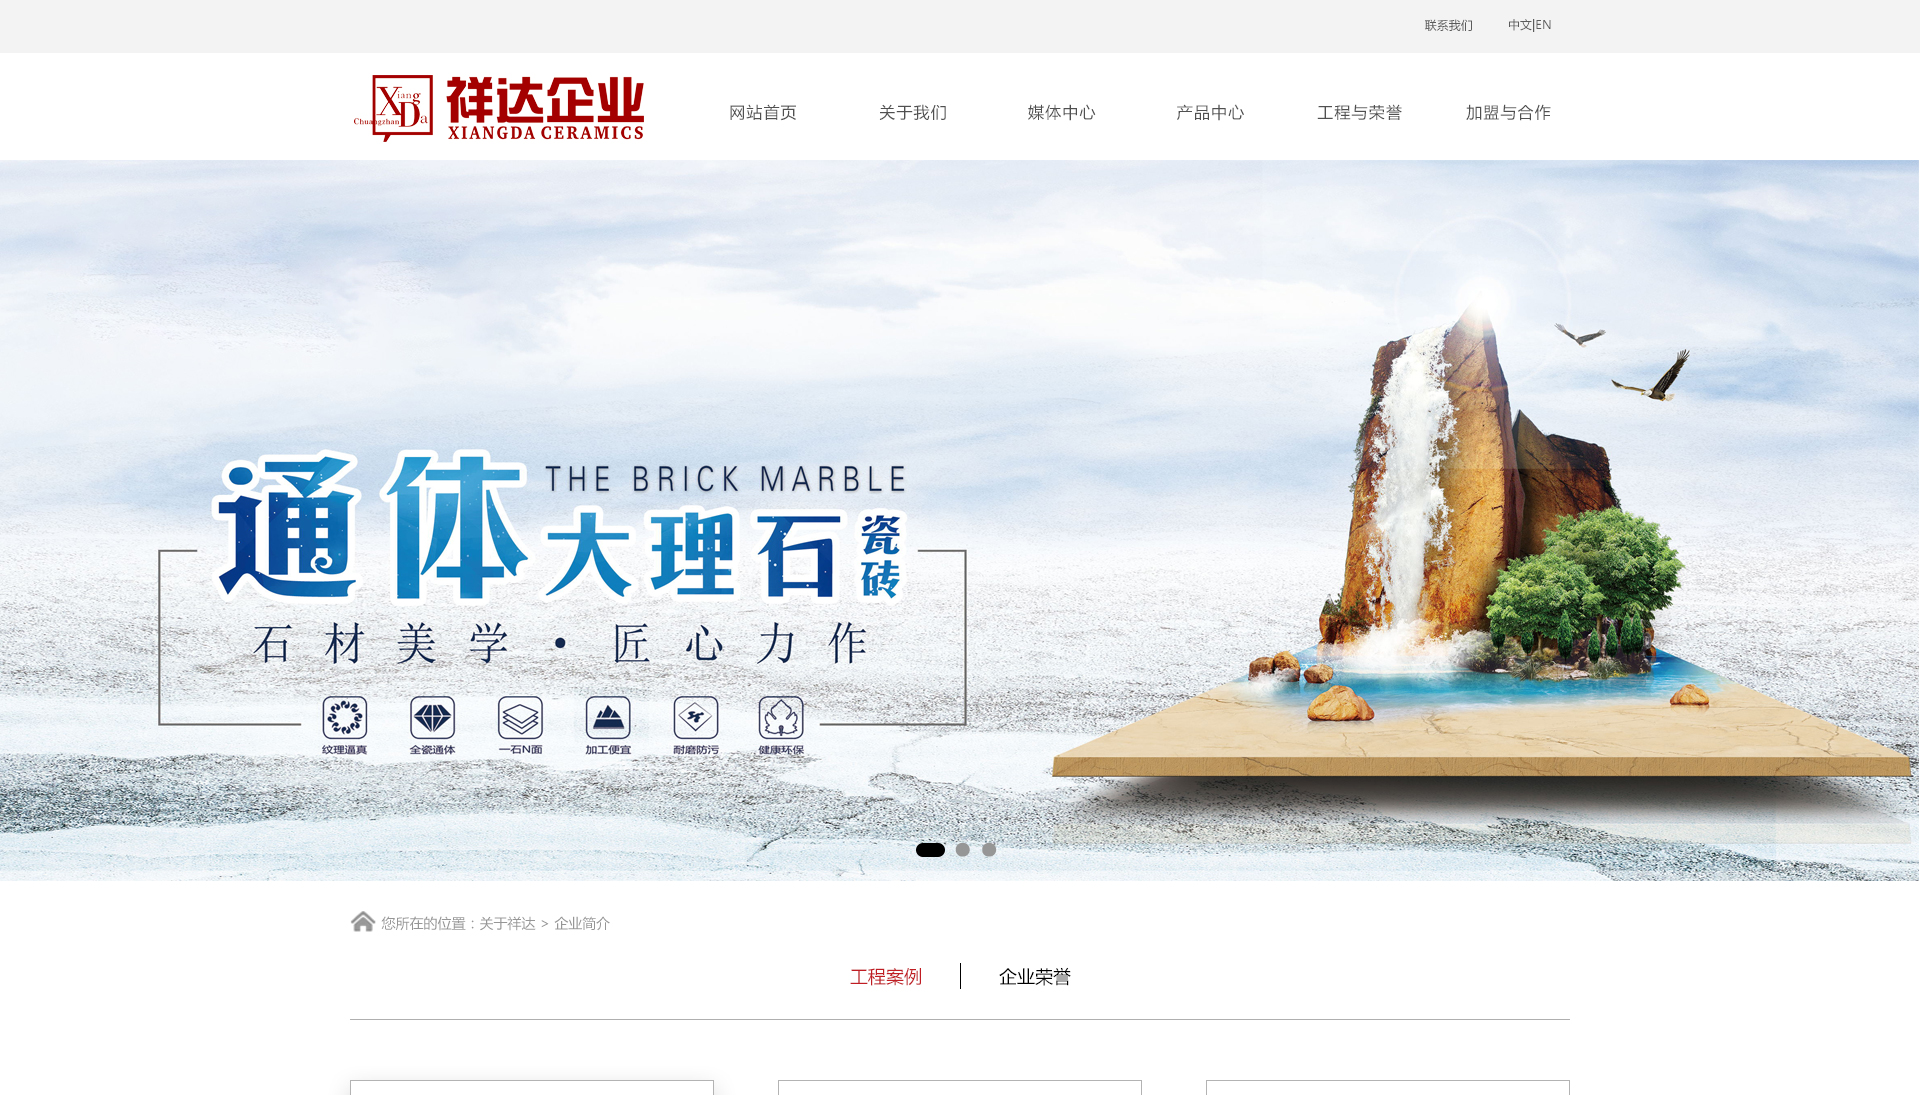 联系我们 中文|EN
Xiang
Chuangzhan Da
祥达企业
XIANGDA CERAMICS
网站首页 关于我们 媒体中心 产品中心 工程与荣誉 加盟与合作
THE BRICK MARBLE
通体大理石瓷砖
石材美学·匠心力作
纹理逼真 全瓷通体 一石N面 加工便宜 耐磨防污 健康环保
您所在的位置：关于祥达 > 企业简介
工程案例 企业荣誉